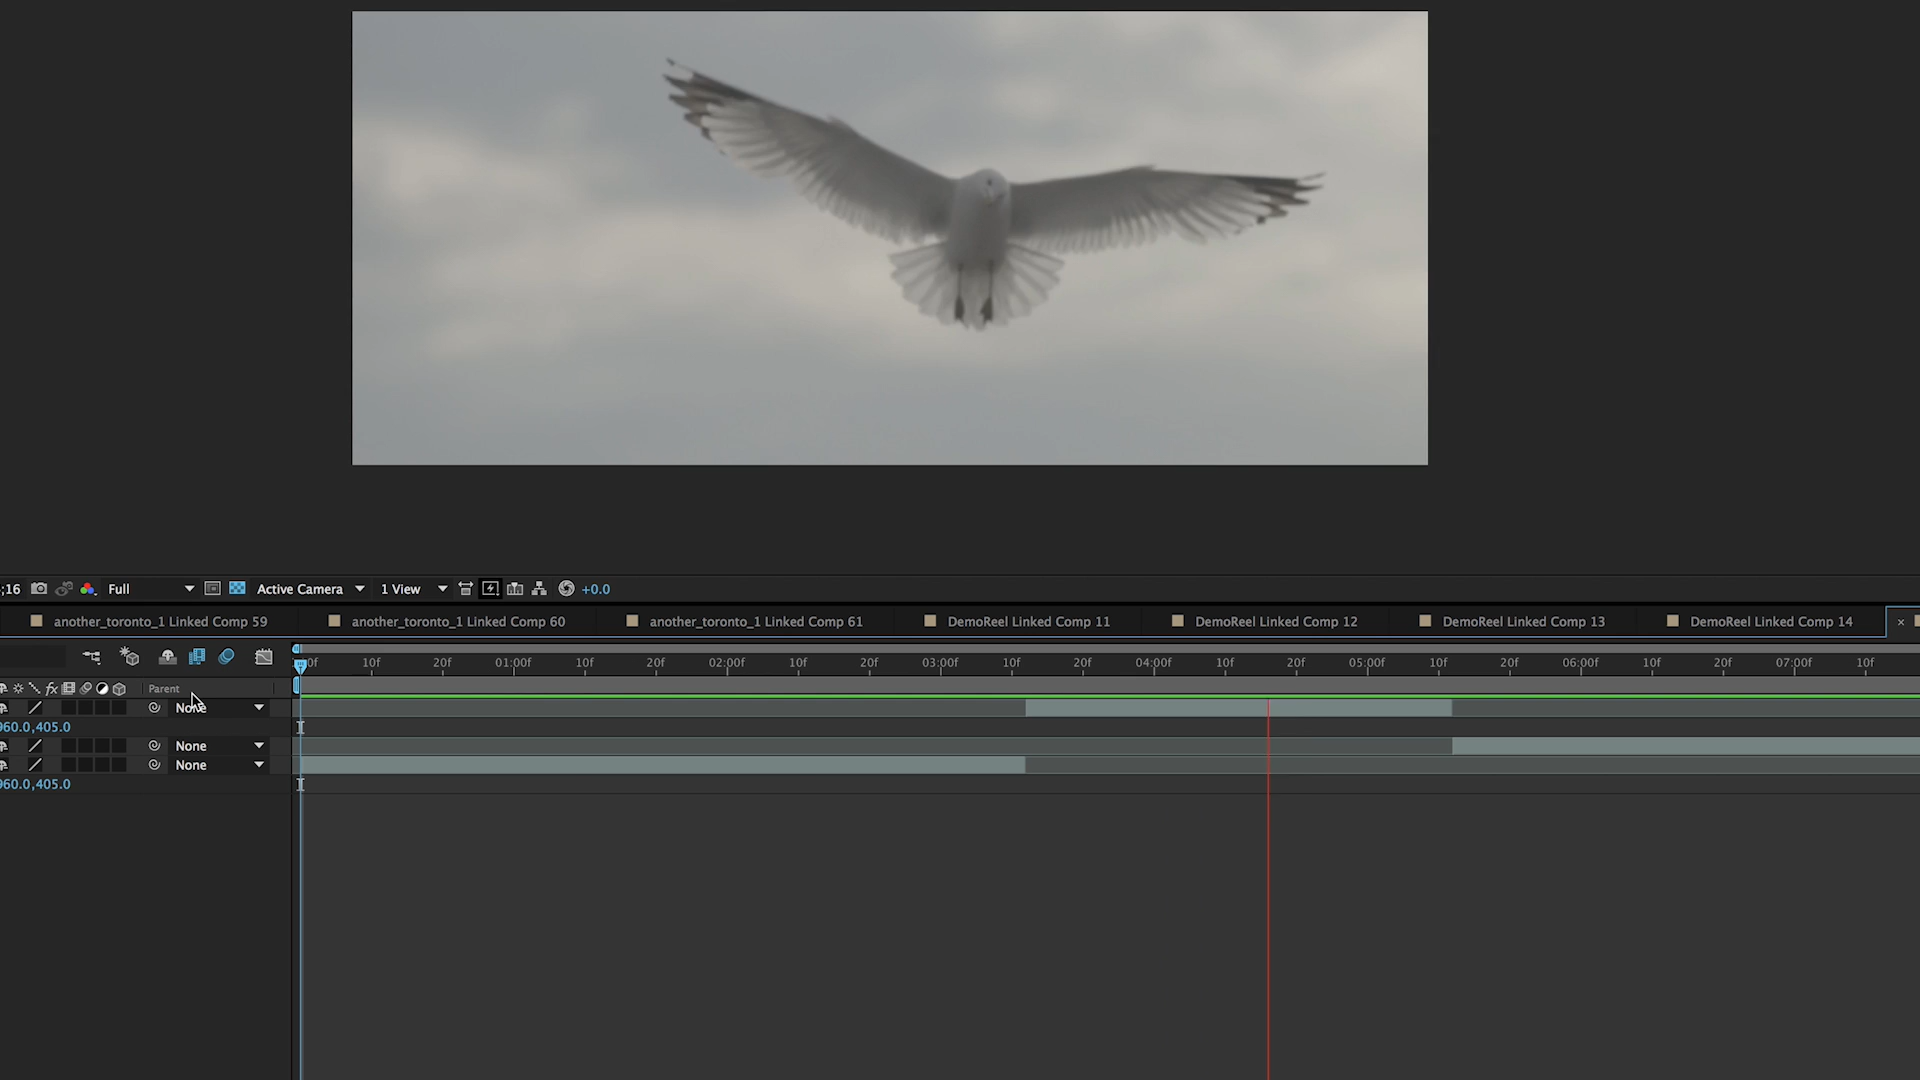 ;16 Full Active Camera 1 View +0.0
another_toronto_1 Linked Comp 59 another_toronto_1 Linked Comp 60 another_toronto_1 Linked Comp 61 DemoReel Linked Comp 11 DemoReel Linked Comp 12 DemoReel Linked Comp 13 DemoReel Linked Comp 14 ×
0f 10f 20f 01:00f 10f 20f 02:00f 10f 20f 03:00f 10f 20f 04:00f 10f 20f 05:00f 10f 20f 06:00f 10f 20f 07:00f 10f
fx Parent
None
960.0,405.0
None
None
960.0,405.0